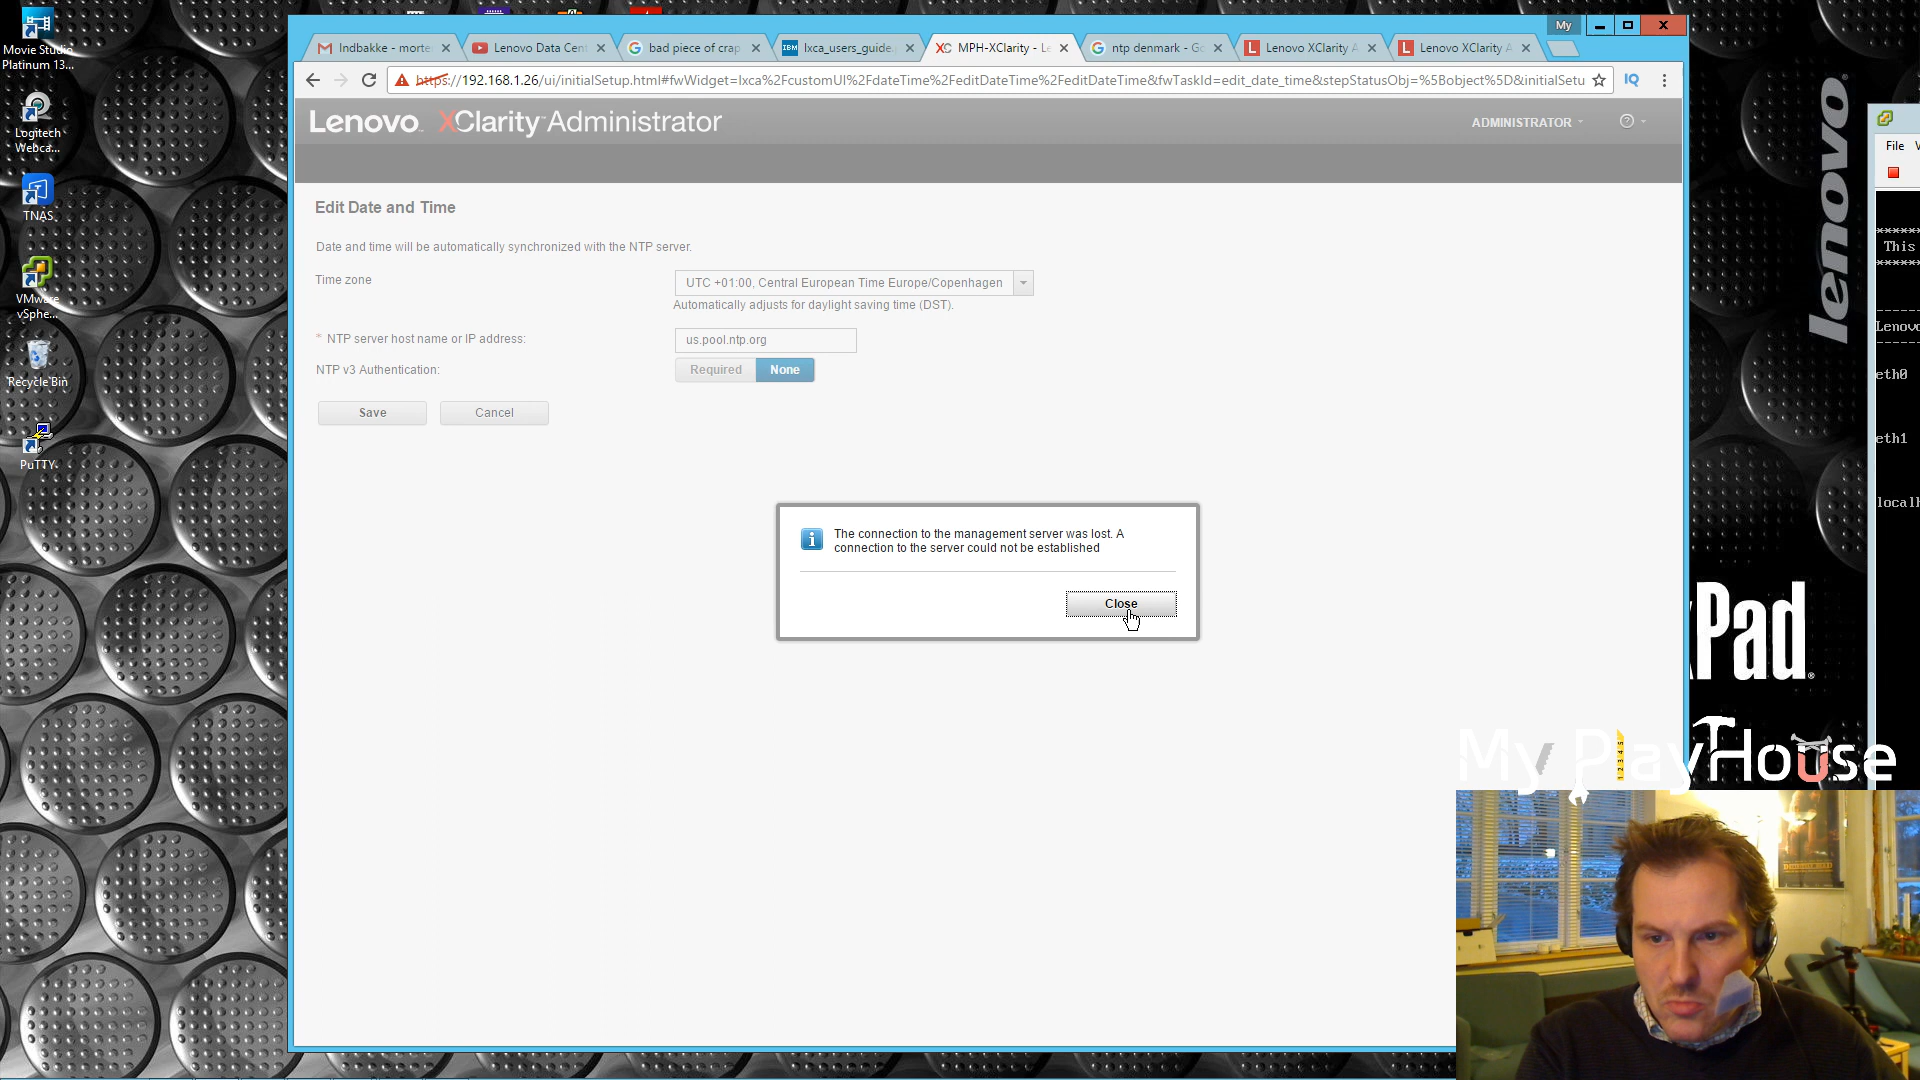 Movie Studio
Platinum 13...
Logitech
Webca...
TNAS
VMware
vSphe...
Recycle Bin
PuTTY
My
Indbakke - morte
Lenovo Data Cen
bad piece of crap
IBM
lxca_users_guide.
XC
MPH-XClarity - Le
ntp denmark - Go
L
Lenovo XClarity A
L
Lenovo XClarity A
https://192.168.1.26/ui/initialSetup.html#fwWidget=lxca%2FcustomUI%2FdateTime%2FeditDateTime%2FeditDateTime&fwTaskId=edit_date_time&stepStatusObj=%5Bobject%5D&initialSetu
IQ
Lenovo XClarity Administrator
ADMINISTRATOR
Edit Date and Time
Date and time will be automatically synchronized with the NTP server.
Time zone
UTC +01:00, Central European Time Europe/Copenhagen
Automatically adjusts for daylight saving time (DST).
* NTP server host name or IP address:
us.pool.ntp.org
NTP v3 Authentication:
Required
None
Save
Cancel
The connection to the management server was lost. A
connection to the server could not be established
Close
lenovo
File V
******
This
******
------
Lenovo
------
eth0
eth1
localh
kPad
My PlayHouse
12345